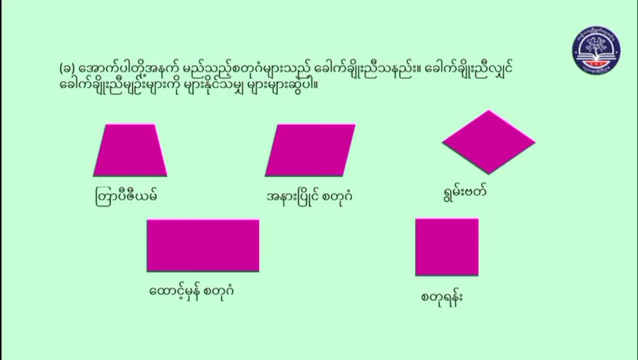 (ခ) အောက်ပါတို့အနက် မည်သည့်စတုဂံများသည် ခေါက်ချိုးညီသနည်း။ ခေါက်ချိုးညီလျှင်
ခေါက်ချိုးညီမျဉ်းများကို များနိုင်သမျှ များများဆွဲပါ။
တြာပီဇီယမ်
အနားပြိုင် စတုဂံ
ရွမ်းဗတ်
ထောင့်မှန် စတုဂံ
စတုရန်း